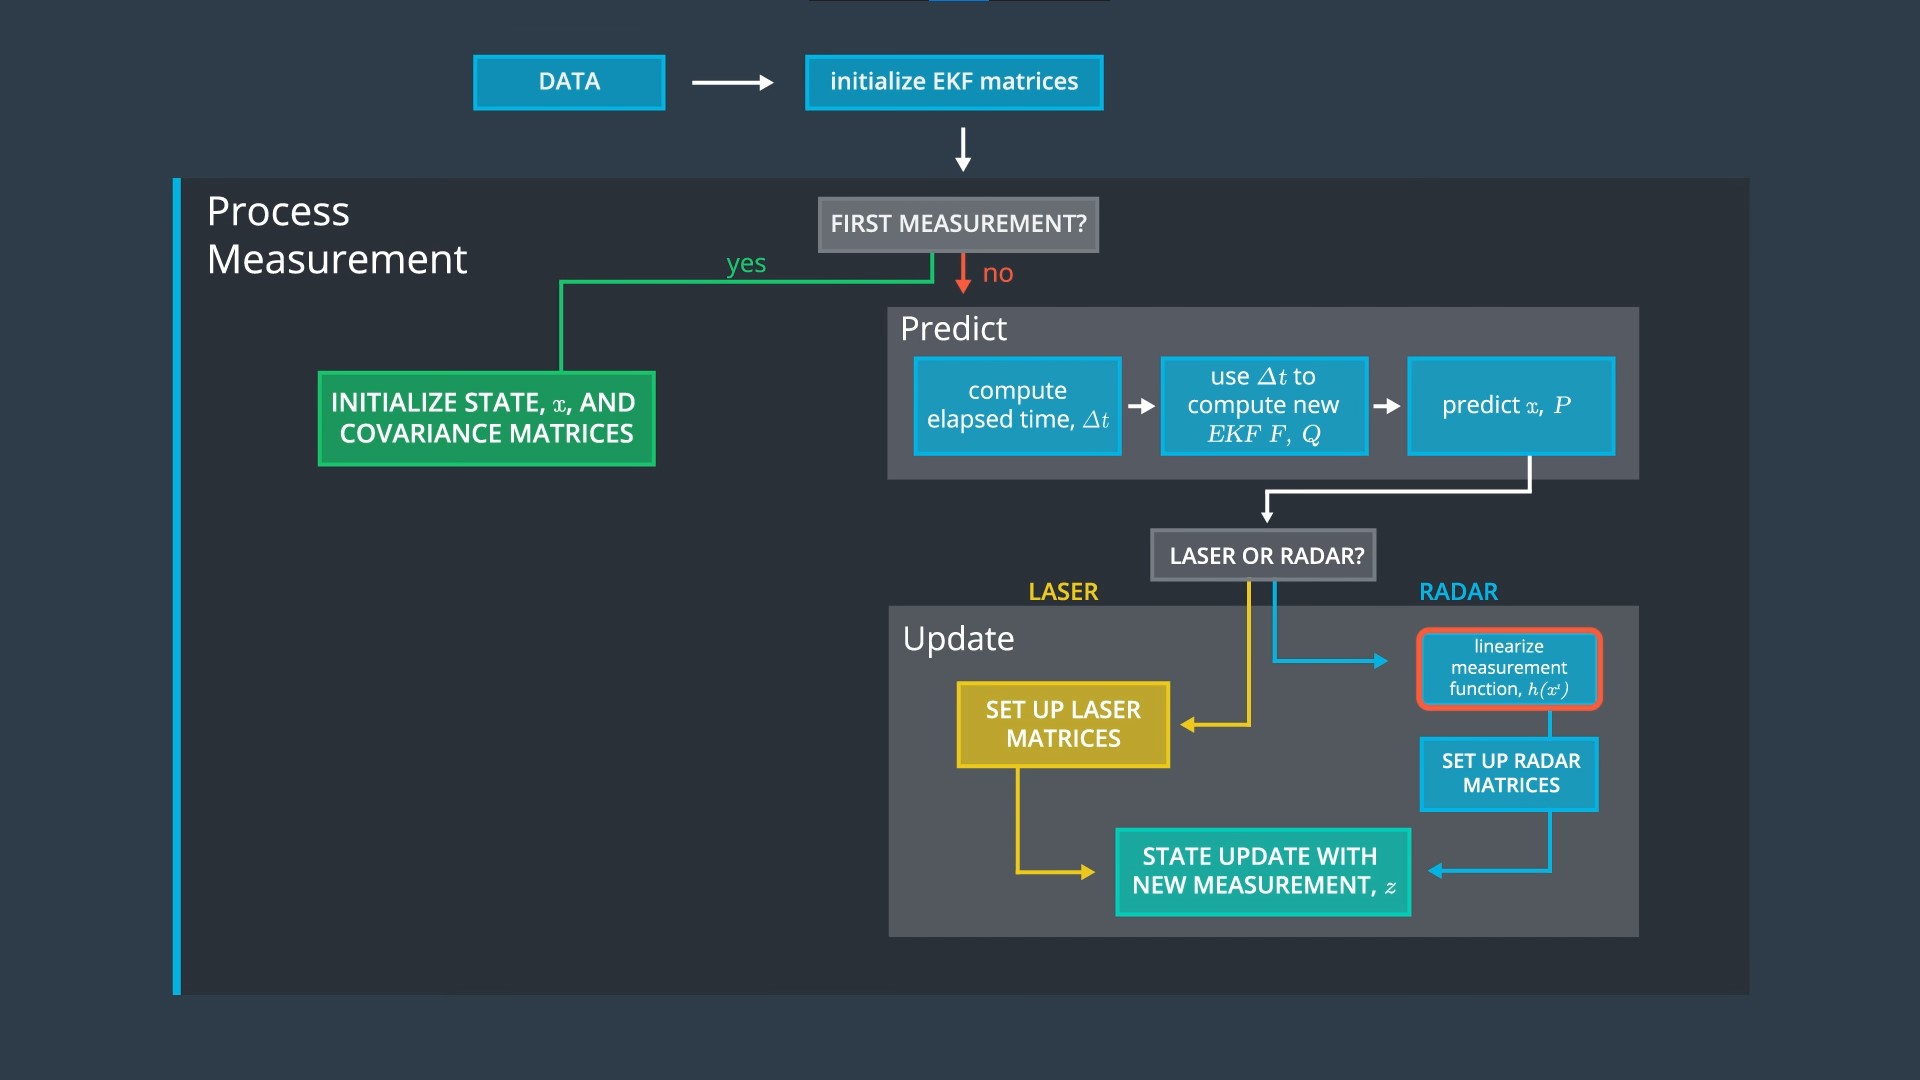 DATA
initialize EKF matrices
Process
Measurement
FIRST MEASUREMENT?
yes
no
INITIALIZE STATE, x, AND
COVARIANCE MATRICES
Predict
compute
elapsed time, Δt
use Δt to
compute new
EKF F, Q
predict x, P
LASER OR RADAR?
LASER
RADAR
Update
linearize
measurement
function, h(x')
SET UP LASER
MATRICES
SET UP RADAR
MATRICES
STATE UPDATE WITH
NEW MEASUREMENT, z